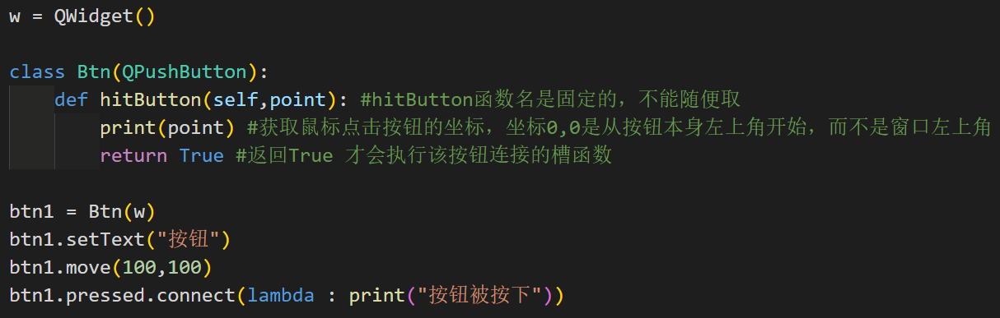 w = QWidget()
class Btn(QPushButton):
    def hitButton(self,point): #hitButton函数名是固定的，不能随便取
        print(point) #获取鼠标点击按钮的坐标，坐标0,0是从按钮本身左上角开始，而不是窗口左上角
        return True #返回True 才会执行该按钮连接的槽函数
btn1 = Btn(w)
btn1.setText("按钮")
btn1.move(100,100)
btn1.pressed.connect(lambda : print("按钮被按下"))